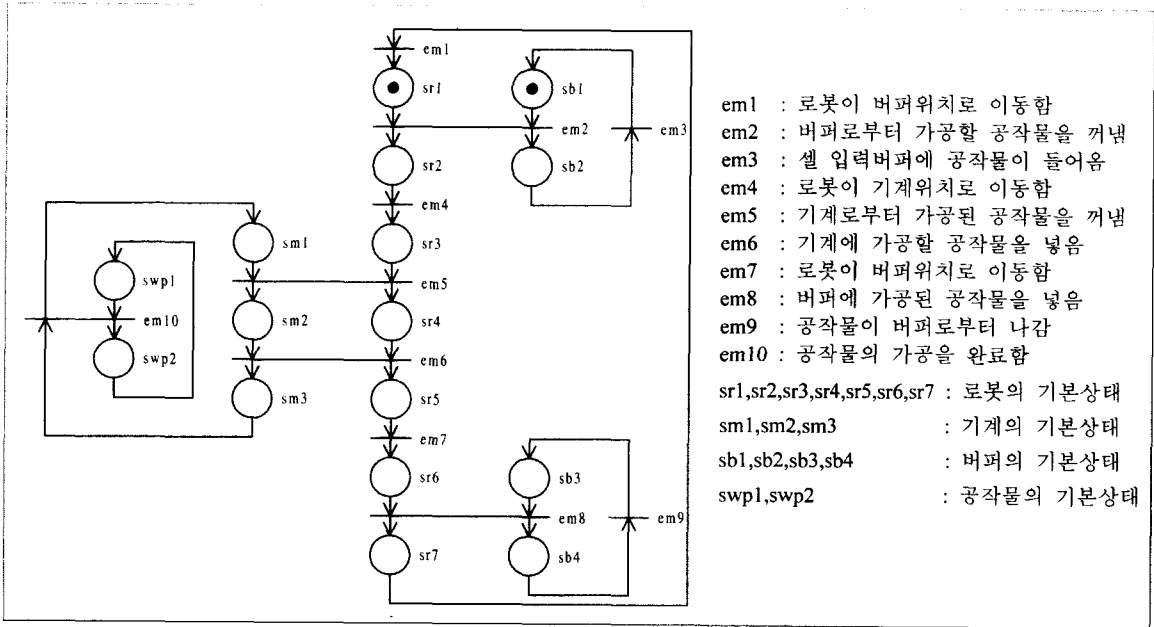 em1
sr1
sb1
em2
em3
sr2
sb2
em4
sm1
sr3
swp1
em5
sm2
sr4
em10
swp2
em6
sm3
sr5
em7
sr6
sb3
em8
em9
sr7
sb4
em1 : 로봇이 버퍼위치로 이동함
em2 : 버퍼로부터 가공할 공작물을 꺼냄
em3 : 셀 입력버퍼에 공작물이 들어옴
em4 : 로봇이 기계위치로 이동함
em5 : 기계로부터 가공된 공작물을 꺼냄
em6 : 기계에 가공할 공작물을 넣음
em7 : 로봇이 버퍼위치로 이동함
em8 : 버퍼에 가공된 공작물을 넣음
em9 : 공작물이 버퍼로부터 나감
em10 : 공작물의 가공을 완료함
sr1,sr2,sr3,sr4,sr5,sr6,sr7 : 로봇의 기본상태
sm1,sm2,sm3 : 기계의 기본상태
sb1,sb2,sb3,sb4 : 버퍼의 기본상태
swp1,swp2 : 공작물의 기본상태